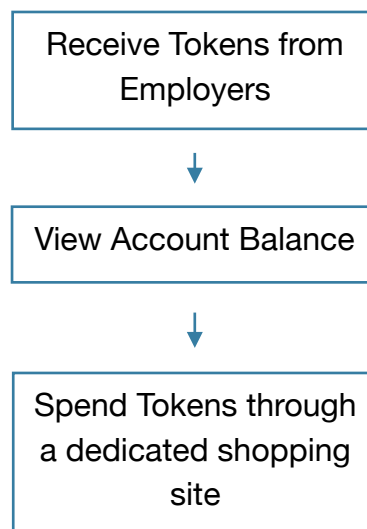 Receive Tokens from
Employers
View Account Balance
Spend Tokens through
a dedicated shopping
site